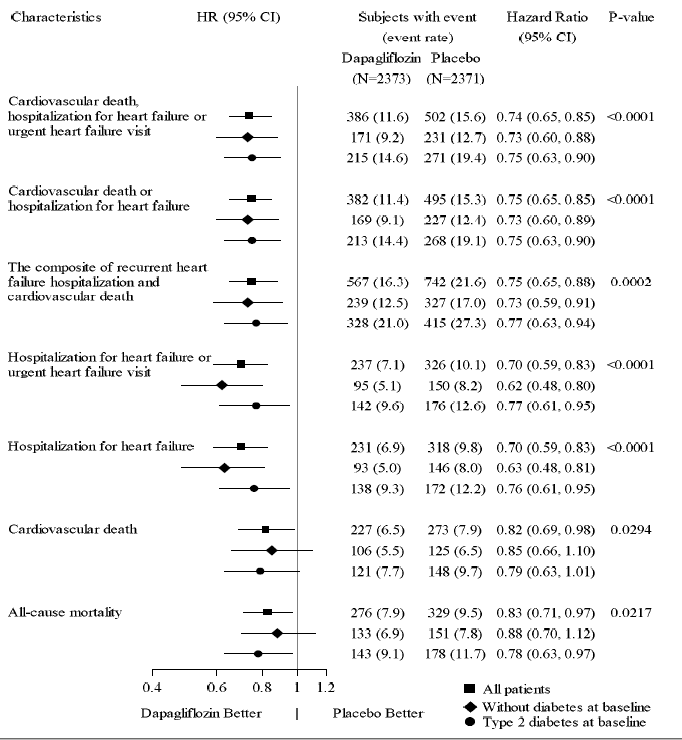 Characteristics HR (95% CI) Subjects with event Hazard Ratio P-value
(event rate) (95% CI)
Dapagliflozin Placebo
(N=2373) (N=2371)
Cardiovascular death,
hospitalization for heart failure or
urgent heart failure visit
386 (11.6) 502 (15.6) 0.74 (0.65, 0.85) <0.0001
171 (9.2) 231 (12.7) 0.73 (0.60, 0.88)
215 (14.6) 271 (19.4) 0.75 (0.63, 0.90)
Cardiovascular death or
hospitalization for heart failure
382 (11.4) 495 (15.3) 0.75 (0.65, 0.85) <0.0001
169 (9.1) 227 (12.4) 0.73 (0.60, 0.89)
213 (14.4) 268 (19.1) 0.75 (0.63, 0.90)
The composite of recurrent heart
failure hospitalization and
cardiovascular death
567 (16.3) 742 (21.6) 0.75 (0.65, 0.88) 0.0002
239 (12.5) 327 (17.0) 0.73 (0.59, 0.91)
328 (21.0) 415 (27.3) 0.77 (0.63, 0.94)
Hospitalization for heart failure or
urgent heart failure visit
237 (7.1) 326 (10.1) 0.70 (0.59, 0.83) <0.0001
95 (5.1) 150 (8.2) 0.62 (0.48, 0.80)
142 (9.6) 176 (12.6) 0.77 (0.61, 0.95)
Hospitalization for heart failure 231 (6.9) 318 (9.8) 0.70 (0.59, 0.83) <0.0001
93 (5.0) 146 (8.0) 0.63 (0.48, 0.81)
138 (9.3) 172 (12.2) 0.76 (0.61, 0.95)
Cardiovascular death 227 (6.5) 273 (7.9) 0.82 (0.69, 0.98) 0.0294
106 (5.5) 125 (6.5) 0.85 (0.66, 1.10)
121 (7.7) 148 (9.7) 0.79 (0.63, 1.01)
All-cause mortality 276 (7.9) 329 (9.5) 0.83 (0.71, 0.97) 0.0217
133 (6.9) 151 (7.8) 0.88 (0.70, 1.12)
143 (9.1) 178 (11.7) 0.78 (0.63, 0.97)
0.4 0.6 0.8 1 1.2
Dapagliflozin Better | Placebo Better
All patients
Without diabetes at baseline
Type 2 diabetes at baseline